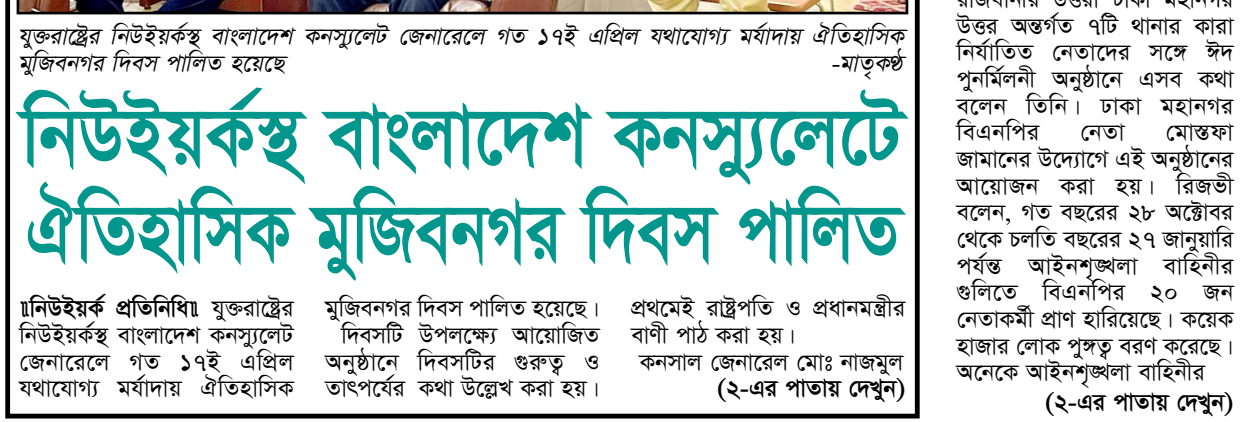 যুক্তরাষ্ট্রের নিউইয়র্কস্থ বাংলাদেশ কনস্যুলেট জেনারেলে গত ১৭ই এপ্রিল যথাযোগ্য মর্যাদায় ঐতিহাসিক
মুজিবনগর দিবস পালিত হয়েছে -মাতৃকণ্ঠ
নিউইয়র্কস্থ বাংলাদেশ কনস্যুলেটে
ঐতিহাসিক মুজিবনগর দিবস পালিত
॥নিউইয়র্ক প্রতিনিধি॥ যুক্তরাষ্ট্রের
নিউইয়র্কস্থ বাংলাদেশ কনস্যুলেট
জেনারেলে গত ১৭ই এপ্রিল
যথাযোগ্য মর্যাদায় ঐতিহাসিক
মুজিবনগর দিবস পালিত হয়েছে।
দিবসটি উপলক্ষ্যে আয়োজিত
অনুষ্ঠানে দিবসটির গুরুত্ব ও
তাৎপর্যের কথা উল্লেখ করা হয়।
প্রথমেই রাষ্ট্রপতি ও প্রধানমন্ত্রীর
বাণী পাঠ করা হয়।
কনসাল জেনারেল মোঃ নাজমুল
(২-এর পাতায় দেখুন)
উত্তর অন্তর্গত ৭টি থানার কারা
নির্যাতিত নেতাদের সঙ্গে ঈদ
পুনর্মিলনী অনুষ্ঠানে এসব কথা
বলেন তিনি। ঢাকা মহানগর
বিএনপির নেতা মোস্তফা
জামানের উদ্যোগে এই অনুষ্ঠানের
আয়োজন করা হয়। রিজভী
বলেন, গত বছরের ২৮ অক্টোবর
থেকে চলতি বছরের ২৭ জানুয়ারি
পর্যন্ত আইনশৃঙ্খলা বাহিনীর
গুলিতে বিএনপির ২০ জন
নেতাকর্মী প্রাণ হারিয়েছে। কয়েক
হাজার লোক পুঙ্গত্ব বরণ করেছে।
অনেকে আইনশৃঙ্খলা বাহিনীর
(২-এর পাতায় দেখুন)